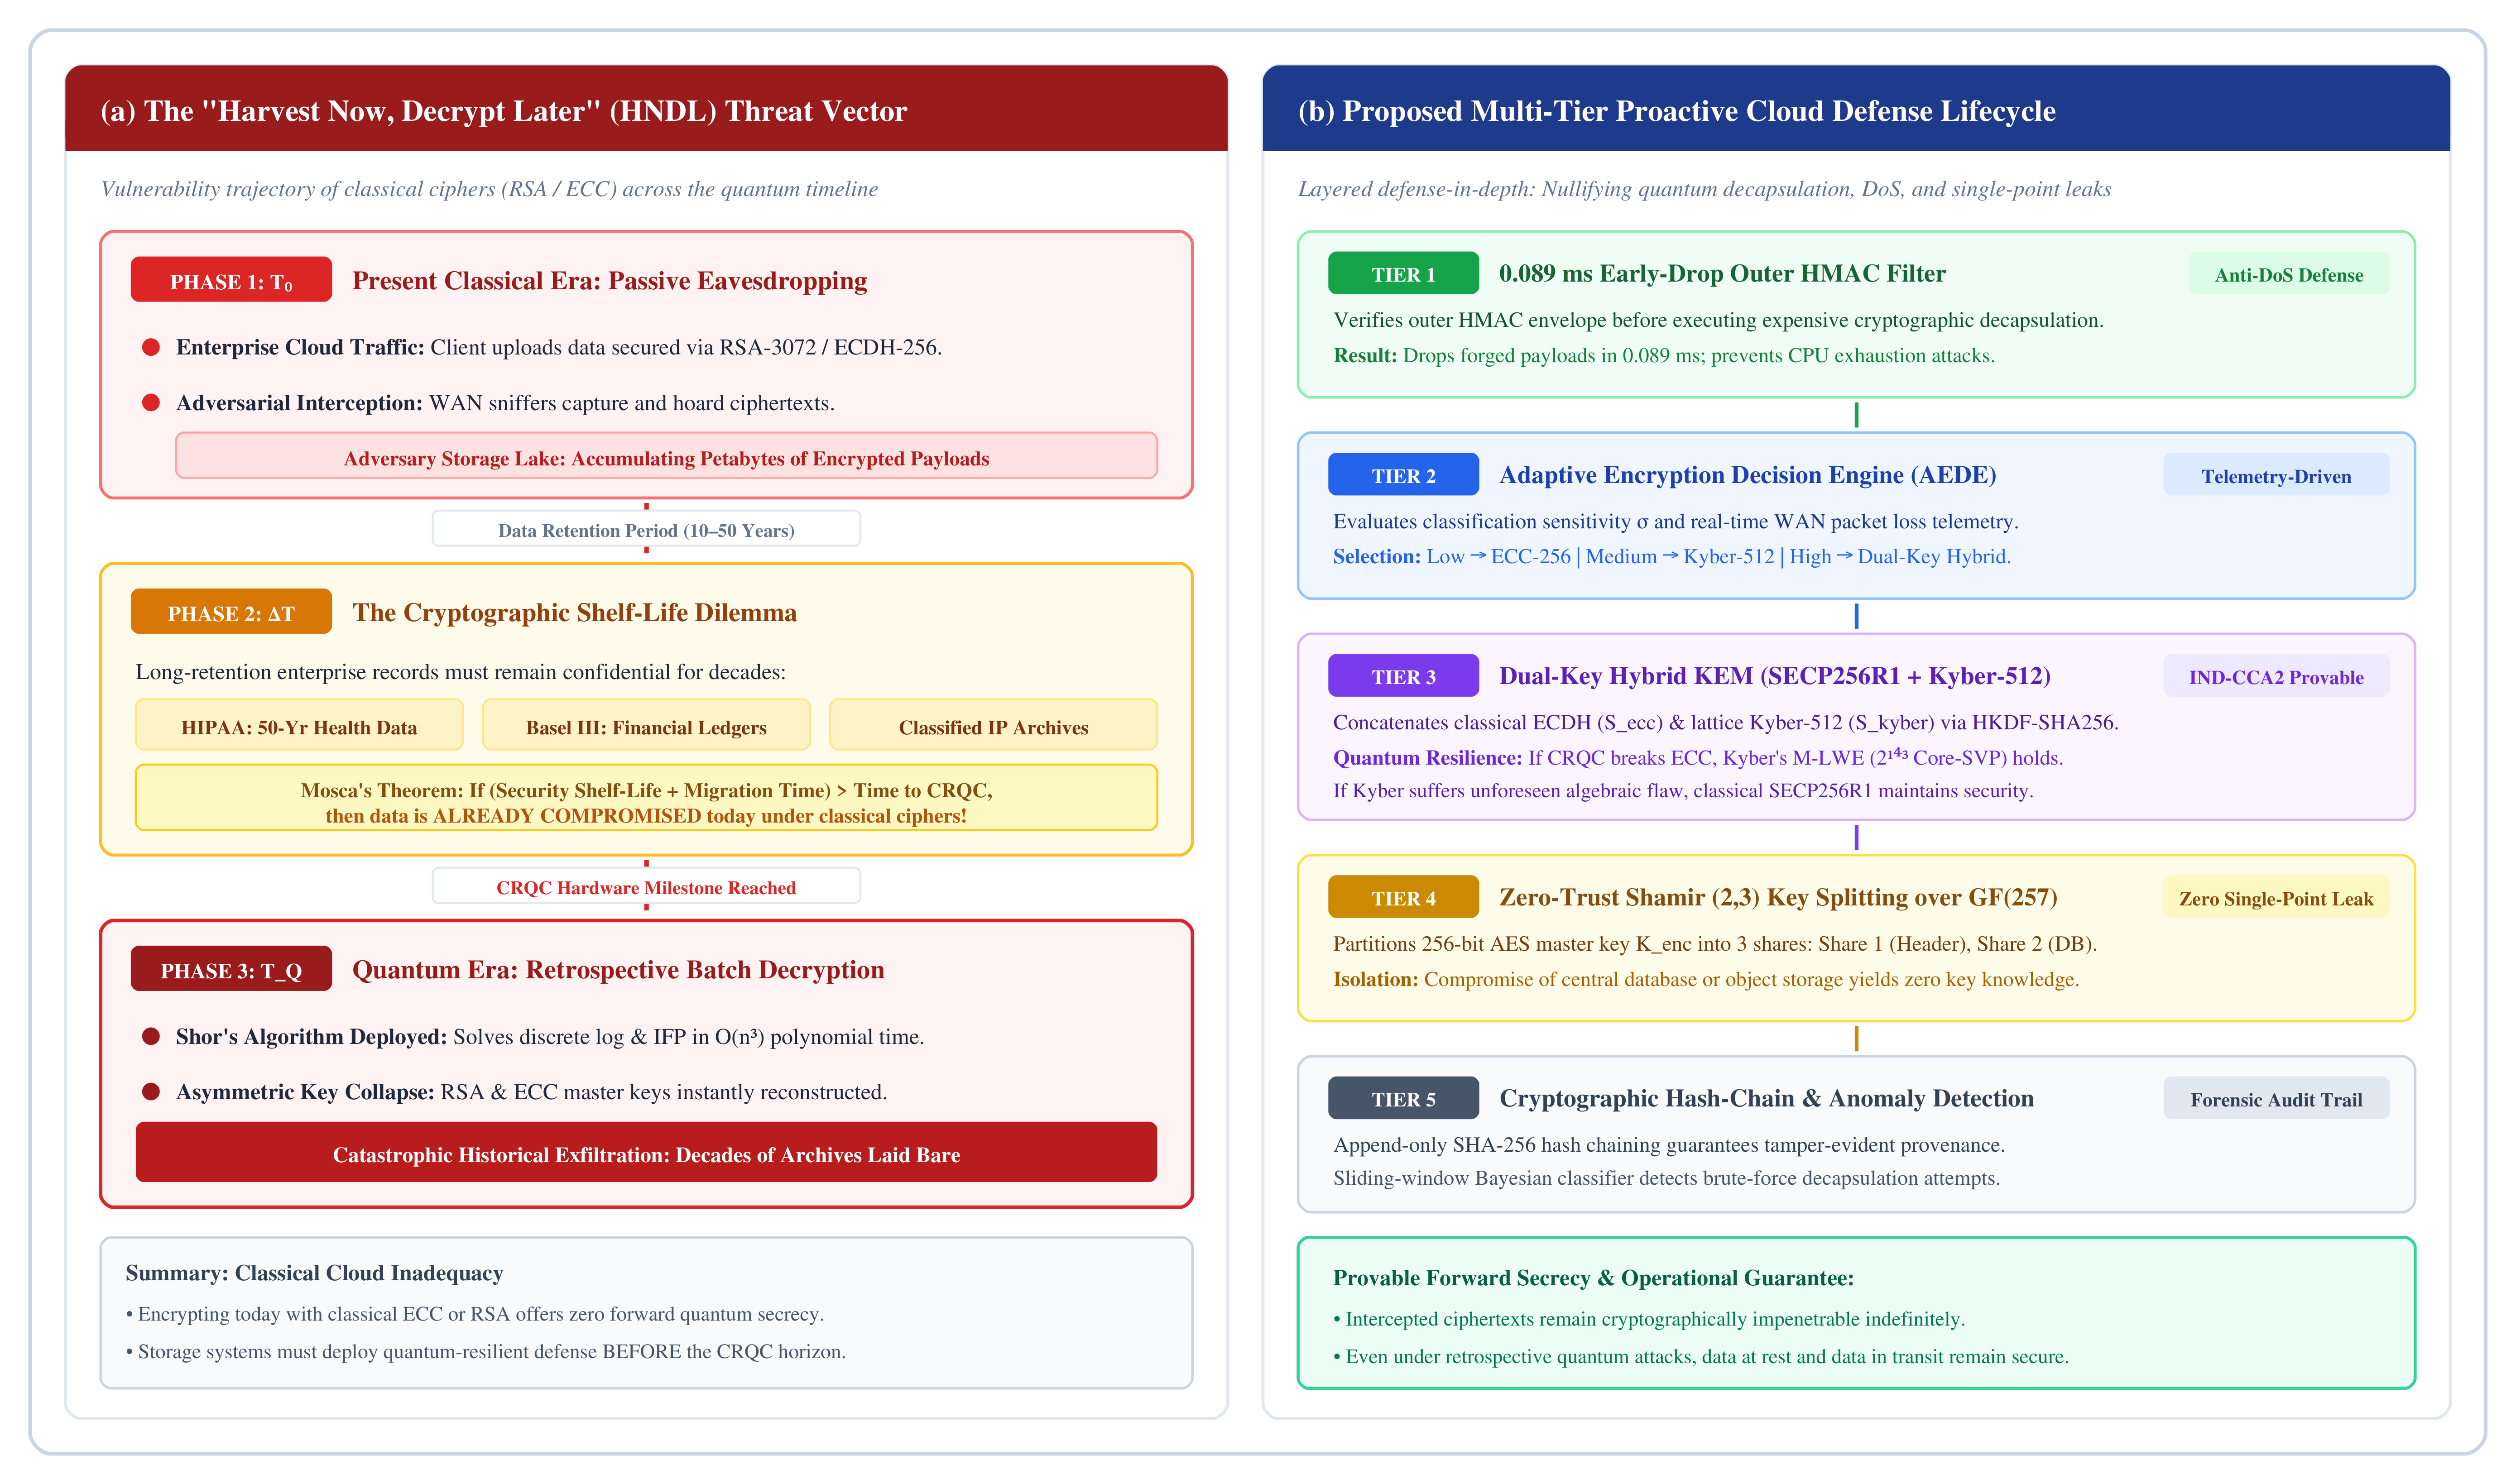 (a) The "Harvest Now, Decrypt Later" (HNDL) Threat Vector
Vulnerability trajectory of classical ciphers (RSA / ECC) across the quantum timeline
PHASE 1: T₀
Present Classical Era: Passive Eavesdropping
Enterprise Cloud Traffic: Client uploads data secured via RSA-3072 / ECDH-256.
Adversarial Interception: WAN sniffers capture and hoard ciphertexts.
Adversary Storage Lake: Accumulating Petabytes of Encrypted Payloads
Data Retention Period (10–50 Years)
PHASE 2: ΔT
The Cryptographic Shelf-Life Dilemma
Long-retention enterprise records must remain confidential for decades:
HIPAA: 50-Yr Health Data
Basel III: Financial Ledgers
Classified IP Archives
Mosca's Theorem: If (Security Shelf-Life + Migration Time) > Time to CRQC,
then data is ALREADY COMPROMISED today under classical ciphers!
CRQC Hardware Milestone Reached
PHASE 3: T_Q
Quantum Era: Retrospective Batch Decryption
Shor's Algorithm Deployed: Solves discrete log & IFP in O(n³) polynomial time.
Asymmetric Key Collapse: RSA & ECC master keys instantly reconstructed.
Catastrophic Historical Exfiltration: Decades of Archives Laid Bare
Summary: Classical Cloud Inadequacy
• Encrypting today with classical ECC or RSA offers zero forward quantum secrecy.
• Storage systems must deploy quantum-resilient defense BEFORE the CRQC horizon.
(b) Proposed Multi-Tier Proactive Cloud Defense Lifecycle
Layered defense-in-depth: Nullifying quantum decapsulation, DoS, and single-point leaks
TIER 1
0.089 ms Early-Drop Outer HMAC Filter
Anti-DoS Defense
Verifies outer HMAC envelope before executing expensive cryptographic decapsulation.
Result: Drops forged payloads in 0.089 ms; prevents CPU exhaustion attacks.
TIER 2
Adaptive Encryption Decision Engine (AEDE)
Telemetry-Driven
Evaluates classification sensitivity σ and real-time WAN packet loss telemetry.
Selection: Low → ECC-256 | Medium → Kyber-512 | High → Dual-Key Hybrid.
TIER 3
Dual-Key Hybrid KEM (SECP256R1 + Kyber-512)
IND-CCA2 Provable
Concatenates classical ECDH (S_ecc) & lattice Kyber-512 (S_kyber) via HKDF-SHA256.
Quantum Resilience: If CRQC breaks ECC, Kyber's M-LWE (2¹⁴³ Core-SVP) holds.
If Kyber suffers unforeseen algebraic flaw, classical SECP256R1 maintains security.
TIER 4
Zero-Trust Shamir (2,3) Key Splitting over GF(257)
Zero Single-Point Leak
Partitions 256-bit AES master key K_enc into 3 shares: Share 1 (Header), Share 2 (DB).
Isolation: Compromise of central database or object storage yields zero key knowledge.
TIER 5
Cryptographic Hash-Chain & Anomaly Detection
Forensic Audit Trail
Append-only SHA-256 hash chaining guarantees tamper-evident provenance.
Sliding-window Bayesian classifier detects brute-force decapsulation attempts.
Provable Forward Secrecy & Operational Guarantee:
• Intercepted ciphertexts remain cryptographically impenetrable indefinitely.
• Even under retrospective quantum attacks, data at rest and data in transit remain secure.